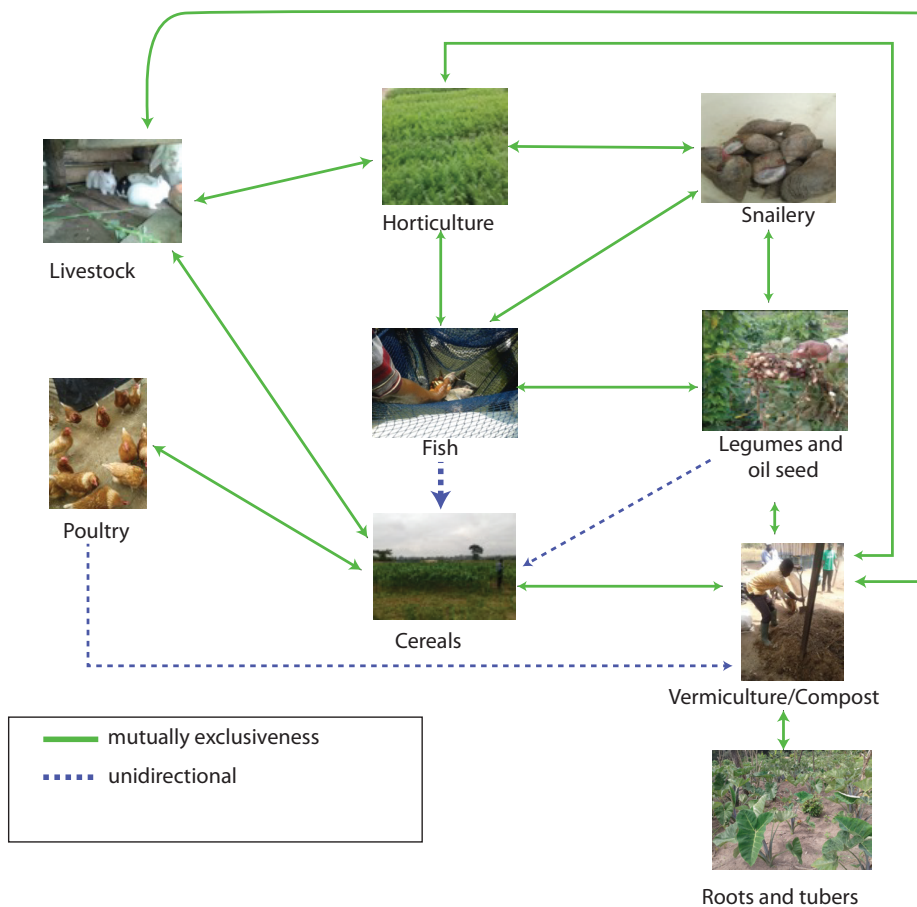 Horticulture
Snailery
Livestock
Fish
Legumes and
oil seed
Poultry
Cereals
Vermiculture/Compost
mutually exclusiveness
unidirectional
Roots and tubers